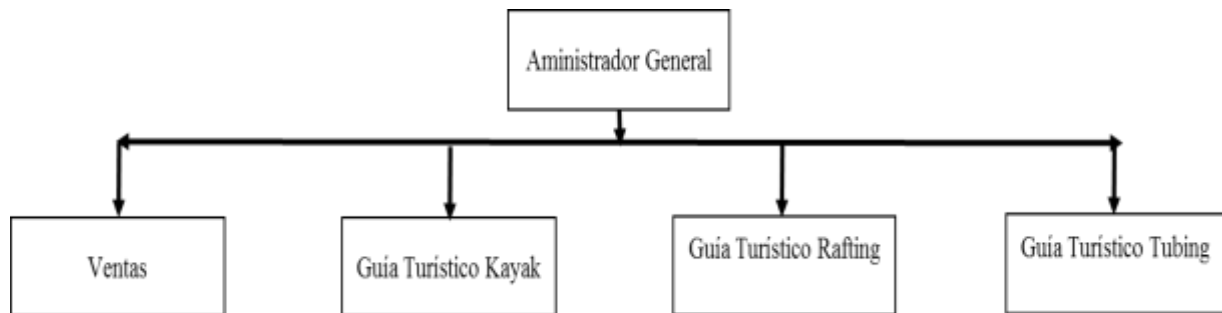 Aministrador General
Ventas
Guía Turístico Kayak
Guía Turístico Rafting
Guía Turístico Tubing